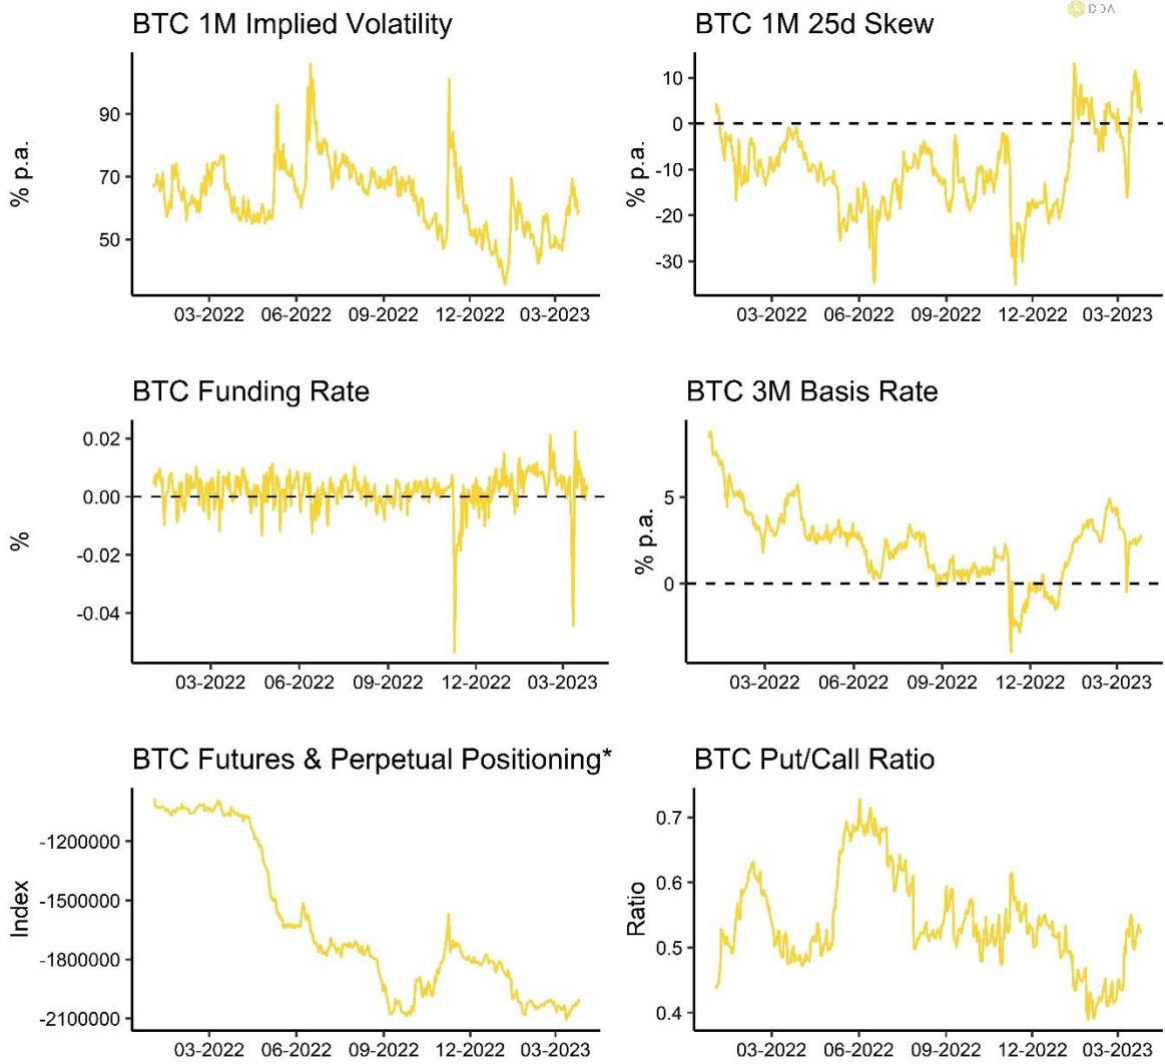 DDA
BTC 1M Implied Volatility
% p.a.
90
70
50
03-2022 06-2022 09-2022 12-2022 03-2023
BTC 1M 25d Skew
% p.a.
10
0
-10
-20
-30
03-2022 06-2022 09-2022 12-2022 03-2023
BTC Funding Rate
%
0.02
0.00
-0.02
-0.04
03-2022 06-2022 09-2022 12-2022 03-2023
BTC 3M Basis Rate
% p.a.
5
0
03-2022 06-2022 09-2022 12-2022 03-2023
BTC Futures & Perpetual Positioning*
Index
-1200000
-1500000
-1800000
-2100000
03-2022 06-2022 09-2022 12-2022 03-2023
BTC Put/Call Ratio
Ratio
0.7
0.6
0.5
0.4
03-2022 06-2022 09-2022 12-2022 03-2023